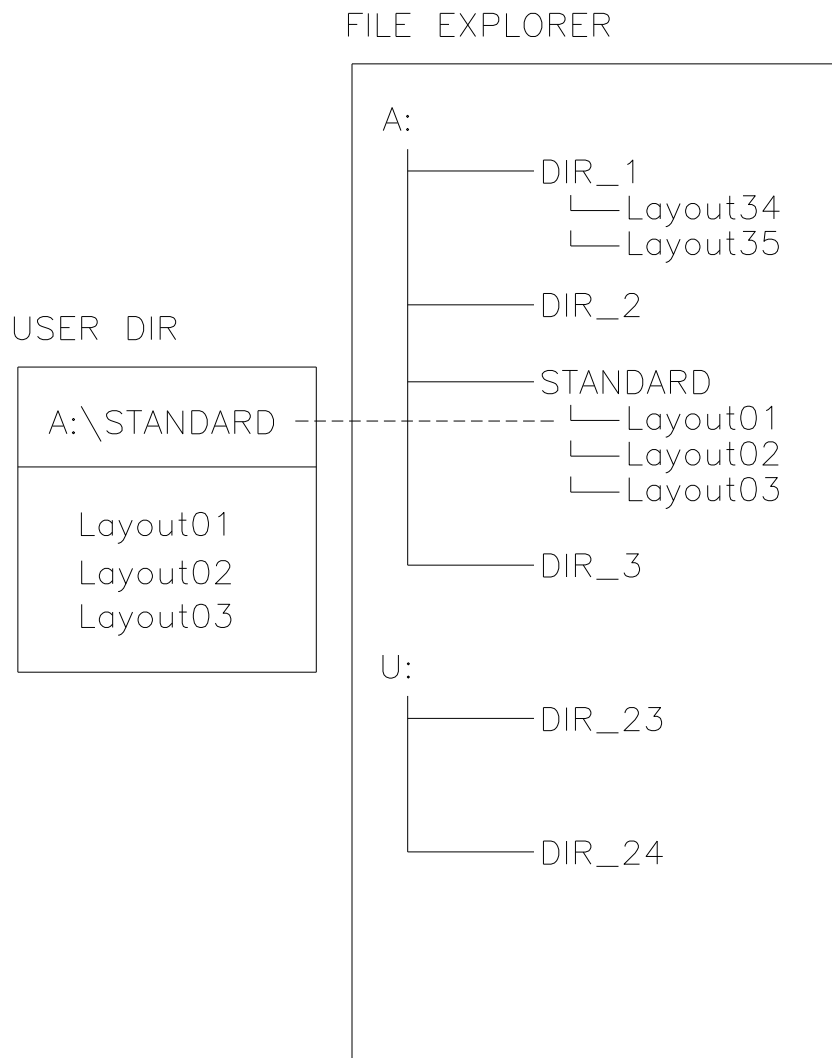 FILE EXPLORER
A:
DIR_1
Layout34
Layout35
DIR_2
STANDARD
Layout01
Layout02
Layout03
DIR_3
U:
DIR_23
DIR_24
USER DIR
A:\STANDARD
Layout01
Layout02
Layout03